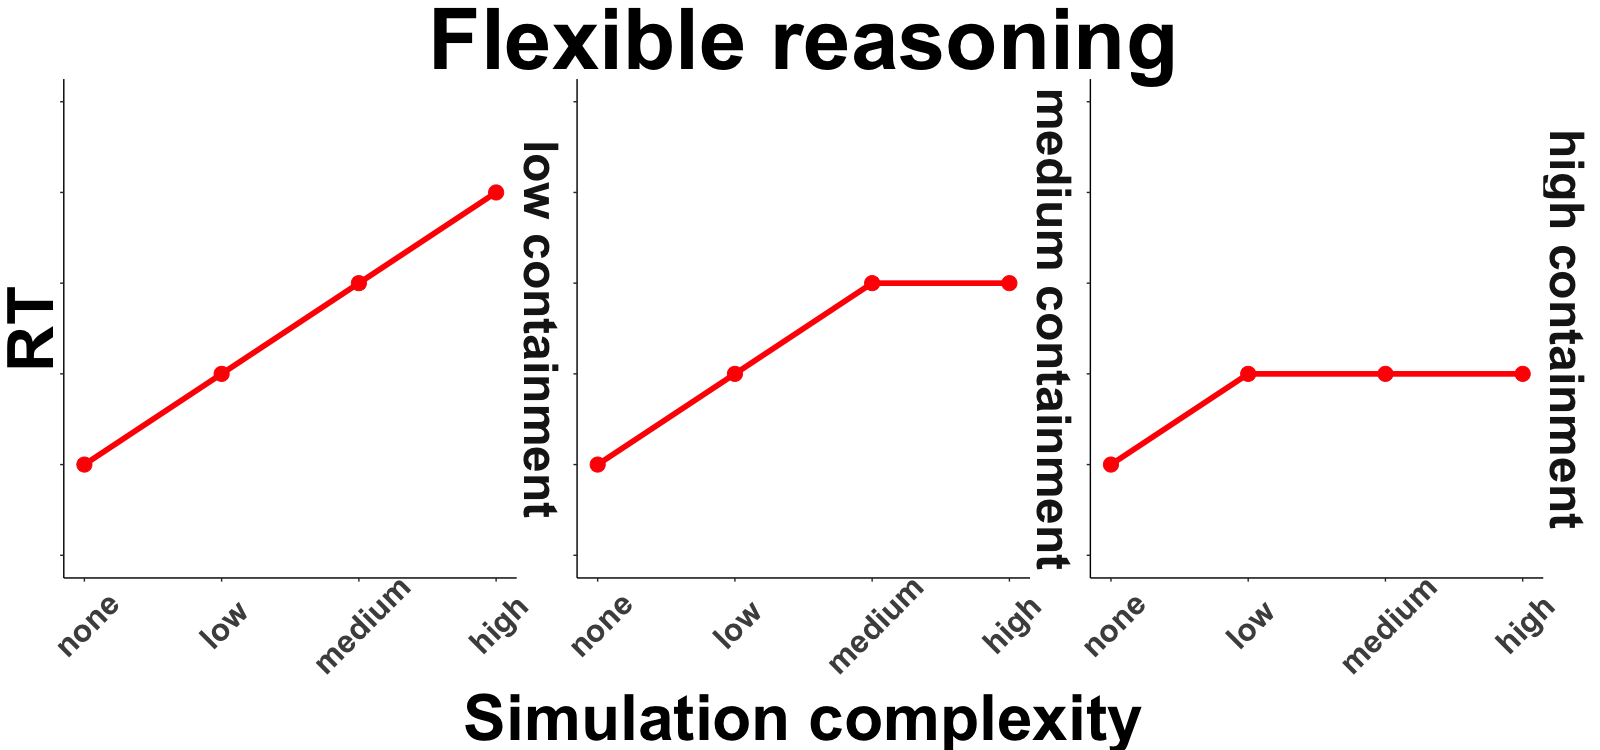 Flexible reasoning
RT
low containment
medium containment
high containment
none
low
medium
high
none
low
medium
high
none
low
medium
high
Simulation complexity